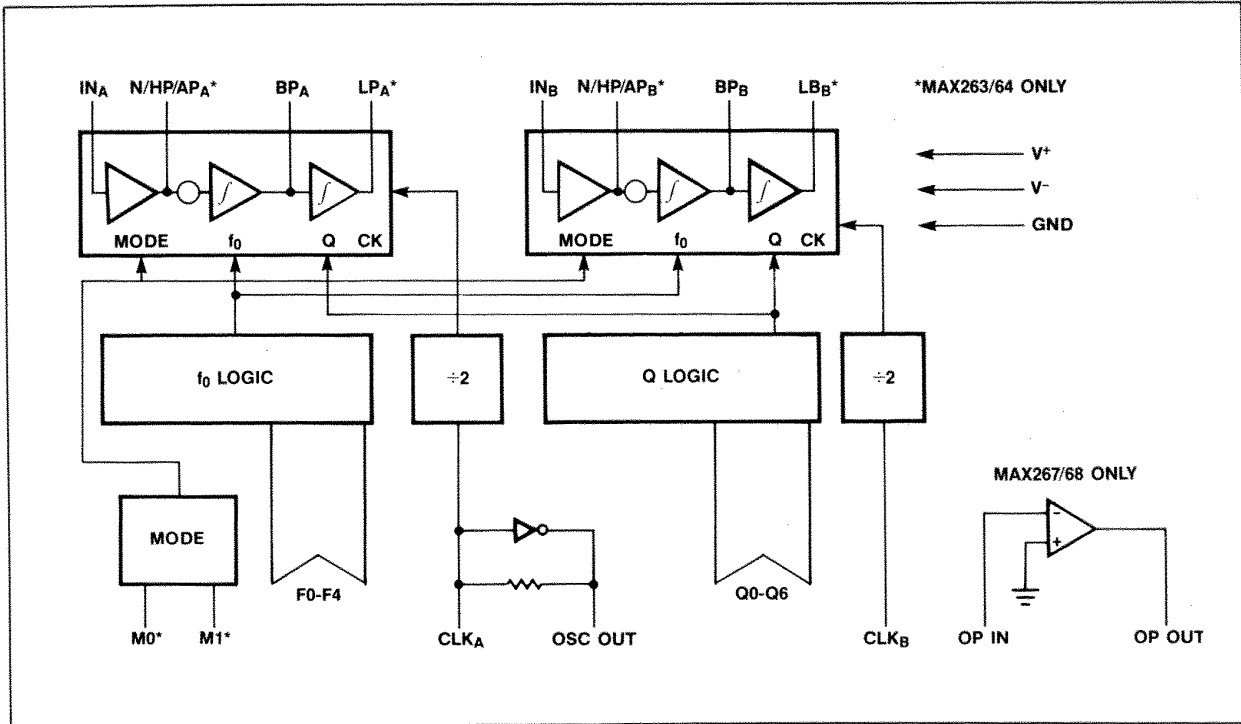 IN_A N/HP/AP_A* BP_A LP_A* IN_B N/HP/AP_B* BP_B LB_B* *MAX263/64 ONLY
∫ ∫ ∫ ∫ V+
V−
MODE f₀ Q CK MODE f₀ Q CK GND
f₀ LOGIC ÷2 Q LOGIC ÷2
MAX267/68 ONLY
MODE − +
F0-F4 Q0-Q6
M0* M1* CLK_A OSC OUT CLK_B OP IN OP OUT